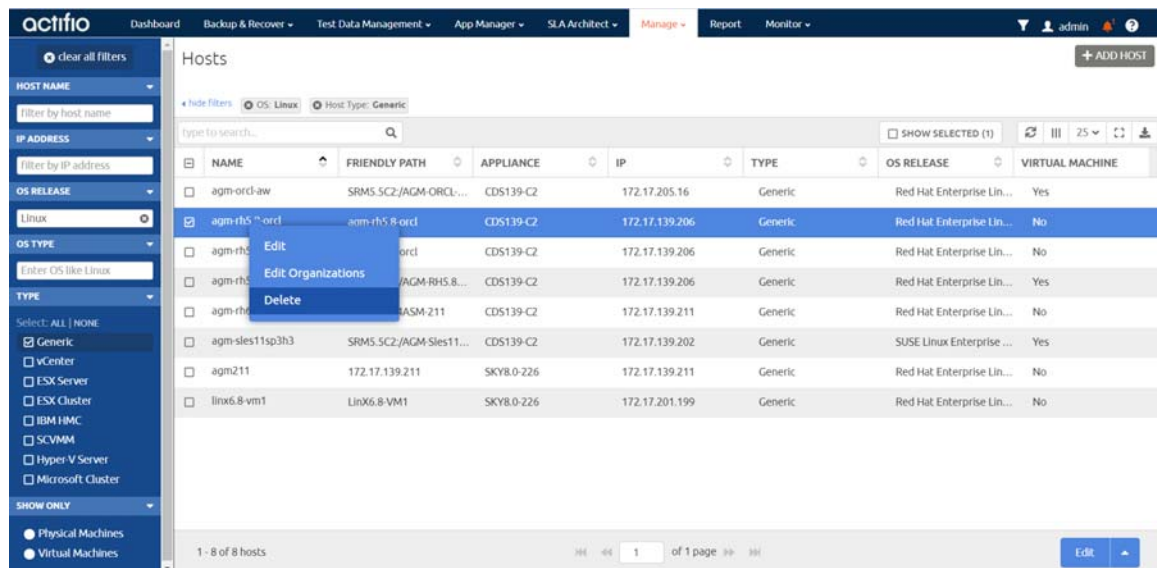 actifio Dashboard Backup & Recover Test Data Management App Manager SLA Architect Manage Report Monitor admin
clear all filters
Hosts
+ ADD HOST
HOST NAME
filter by host name
hide filters OS: Linux Host Type: Generic
IP ADDRESS
filter by IP address
type to search... SHOW SELECTED (1) 25
NAME FRIENDLY PATH APPLIANCE IP TYPE OS RELEASE VIRTUAL MACHINE
agm-orcl-aw SRM5.5C2:/AGM-ORCL-... CDS139-C2 172.17.205.16 Generic Red Hat Enterprise Lin... Yes
agm-rh5 orcl agm-rh5.8-orcl CDS139-C2 172.17.139.206 Generic Red Hat Enterprise Lin... No
agm-rh5 orcl CDS139-C2 172.17.139.206 Generic Red Hat Enterprise Lin... No
agm-rh5 /AGM-RH5.8... CDS139-C2 172.17.139.206 Generic Red Hat Enterprise Lin... Yes
ASM-211 CDS139-C2 172.17.139.211 Generic Red Hat Enterprise Lin... No
agm-sles11sp3h3 SRM5.5C2:/AGM-Sles11... CDS139-C2 172.17.139.202 Generic SUSE Linux Enterprise ... Yes
agm211 172.17.139.211 SKY8.0-226 172.17.139.211 Generic Red Hat Enterprise Lin... No
linx6.8-vm1 LinX6.8-VM1 SKY8.0-226 172.17.201.199 Generic Red Hat Enterprise Lin... No
Edit
Edit Organizations
Delete
OS RELEASE
Linux
OS TYPE
Enter OS like Linux
TYPE
Select: ALL | NONE
Generic
vCenter
ESX Server
ESX Cluster
IBM HMC
SCVMM
Hyper-V Server
Microsoft Cluster
SHOW ONLY
Physical Machines
Virtual Machines
1 - 8 of 8 hosts
1 of 1 page
Edit